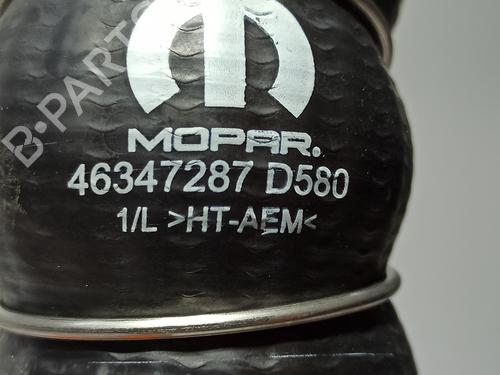 MOPAR.
46347287 D580
1/L >HT-AEM<
B-PARTS